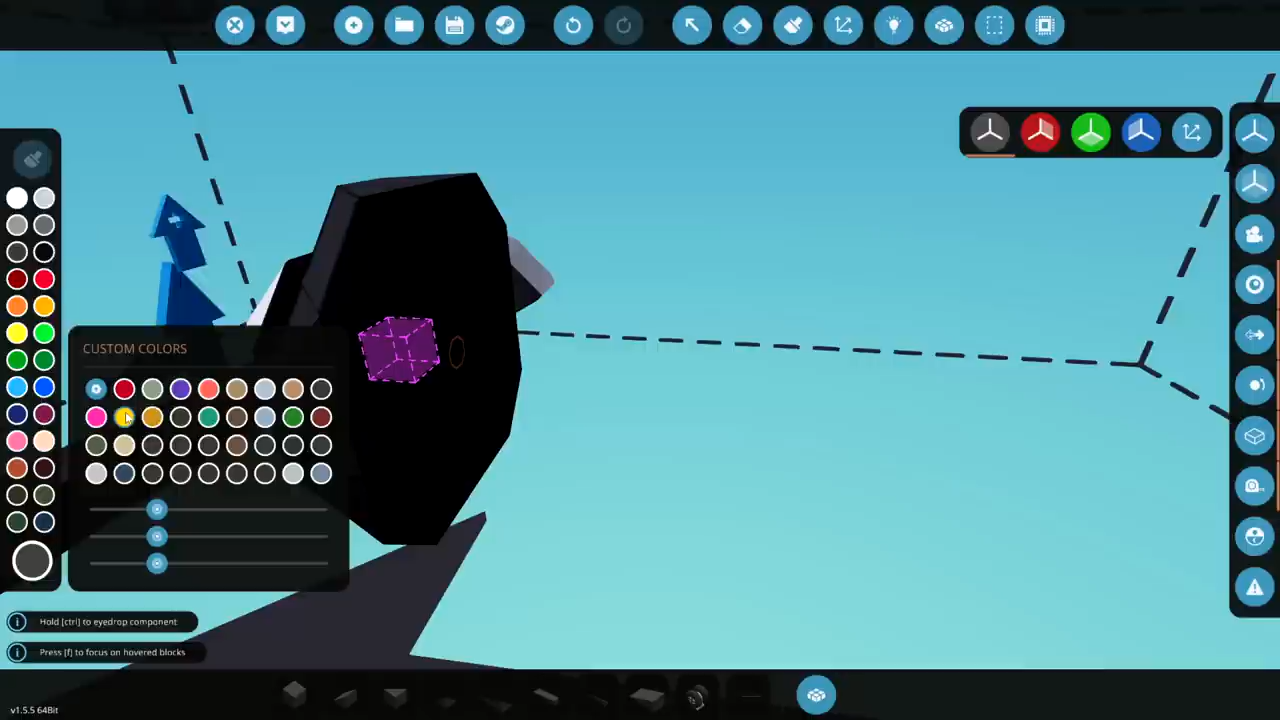 CUSTOM COLORS
Hold [ctrl] to eyedrop component
Press [f] to focus on hovered blocks
v1.5.5 64Bit